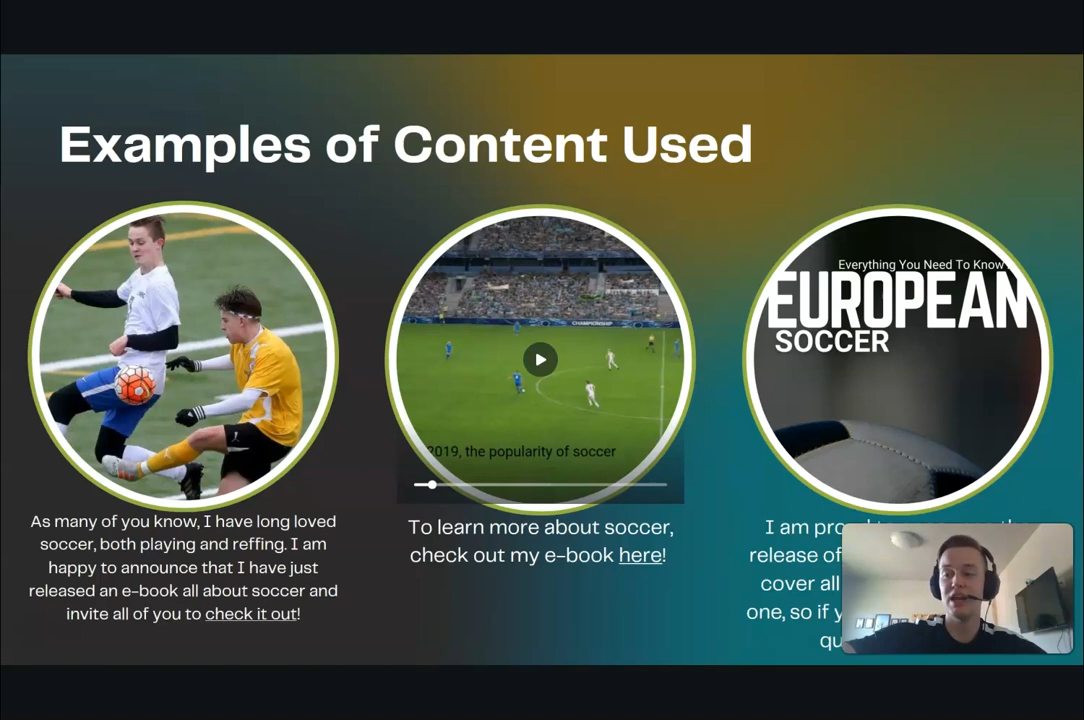 Examples of Content Used
As many of you know, I have long loved
soccer, both playing and reffing. I am
happy to announce that I have just
released an e-book all about soccer and
invite all of you to check it out!
CHAMPIONSHIP
2019, the popularity of soccer
To learn more about soccer,
check out my e-book here!
Everything You Need To Know
EUROPEAN
SOCCER
I am
release of
cover all
one, so if